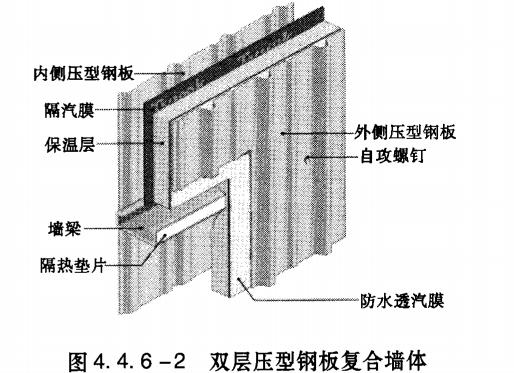 内侧压型钢板
隔汽膜
保温层
外侧压型钢板
自攻螺钉
墙梁
隔热垫片
防水透汽膜
图 4.4.6-2 双层压型钢板复合墙体